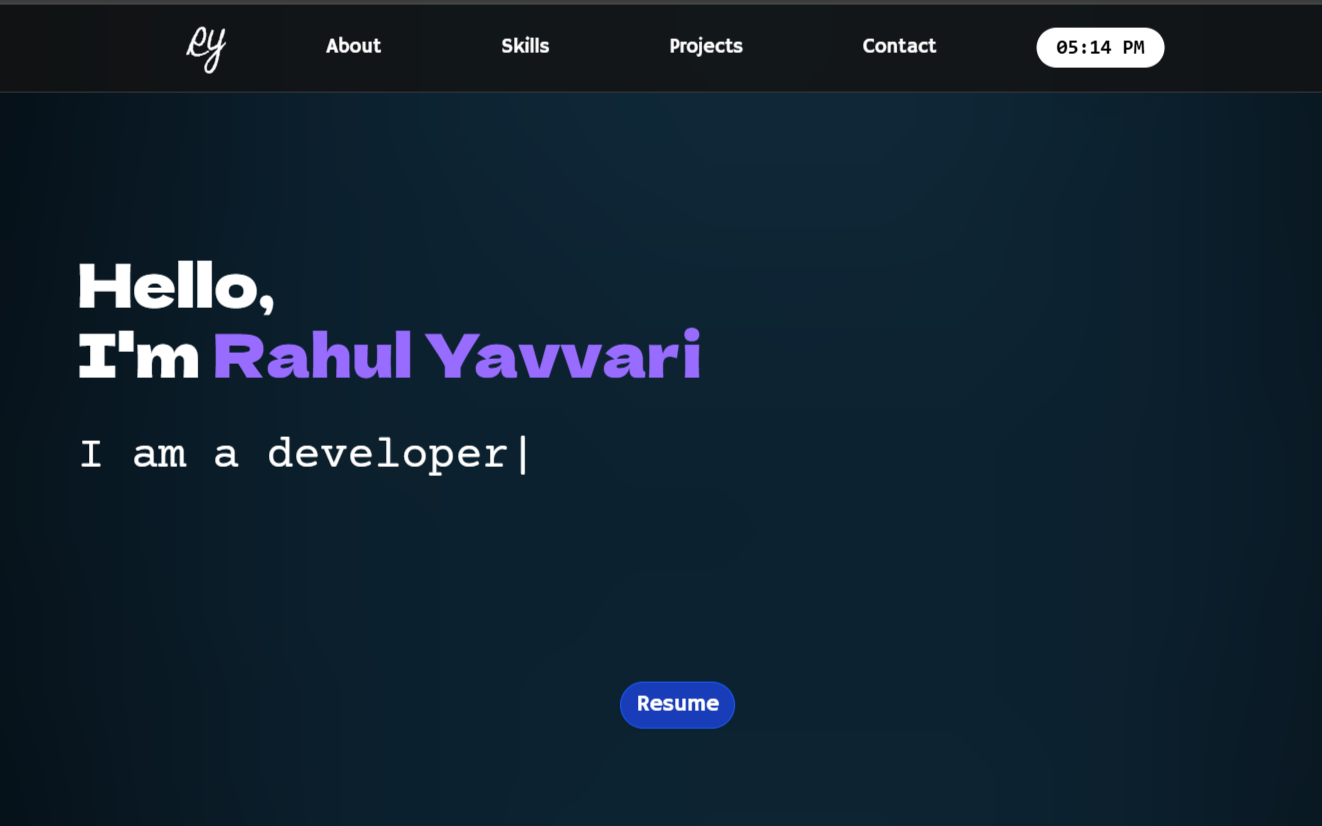 RY About Skills Projects Contact 05:14 PM
Hello,
I'm Rahul Yavvari
I am a developer|
Resume